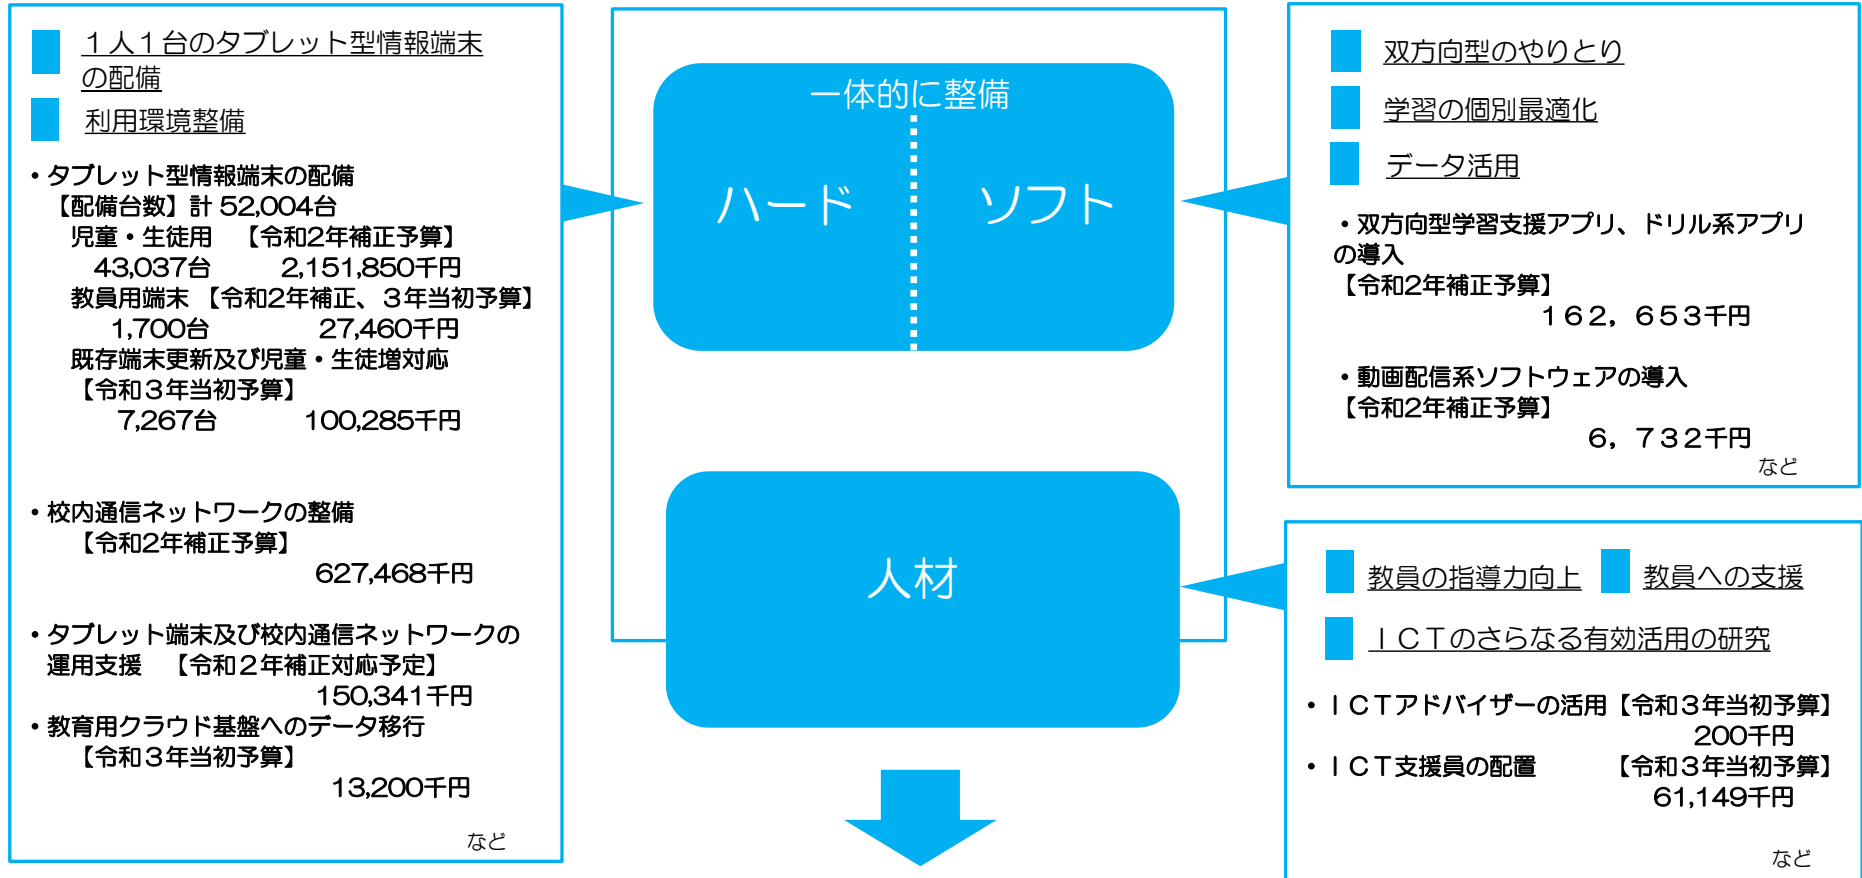 １人１台のタブレット型情報端末
の配備
利用環境整備
・タブレット型情報端末の配備
【配備台数】計 52,004台
児童・生徒用　【令和2年補正予算】
43,037台　　2,151,850千円
教員用端末 【令和2年補正、３年当初予算】
1,700台　　27,460千円
既存端末更新及び児童・生徒増対応
【令和３年当初予算】
7,267台　　100,285千円
・校内通信ネットワークの整備
【令和2年補正予算】
627,468千円
・タブレット端末及び校内通信ネットワークの
運用支援　【令和２年補正対応予定】
150,341千円
・教育用クラウド基盤へのデータ移行
【令和３年当初予算】
13,200千円
など
一体的に整備
ハード　ソフト
人材
双方向型のやりとり
学習の個別最適化
データ活用
・双方向型学習支援アプリ、ドリル系アプリ
の導入
【令和2年補正予算】
１６２，６５３千円
・動画配信系ソフトウェアの導入
【令和2年補正予算】
６，７３２千円
など
教員の指導力向上　教員への支援
ＩＣＴのさらなる有効活用の研究
・ＩＣＴアドバイザーの活用【令和３年当初予算】
200千円
・ＩＣＴ支援員の配置　【令和３年当初予算】
61,149千円
など